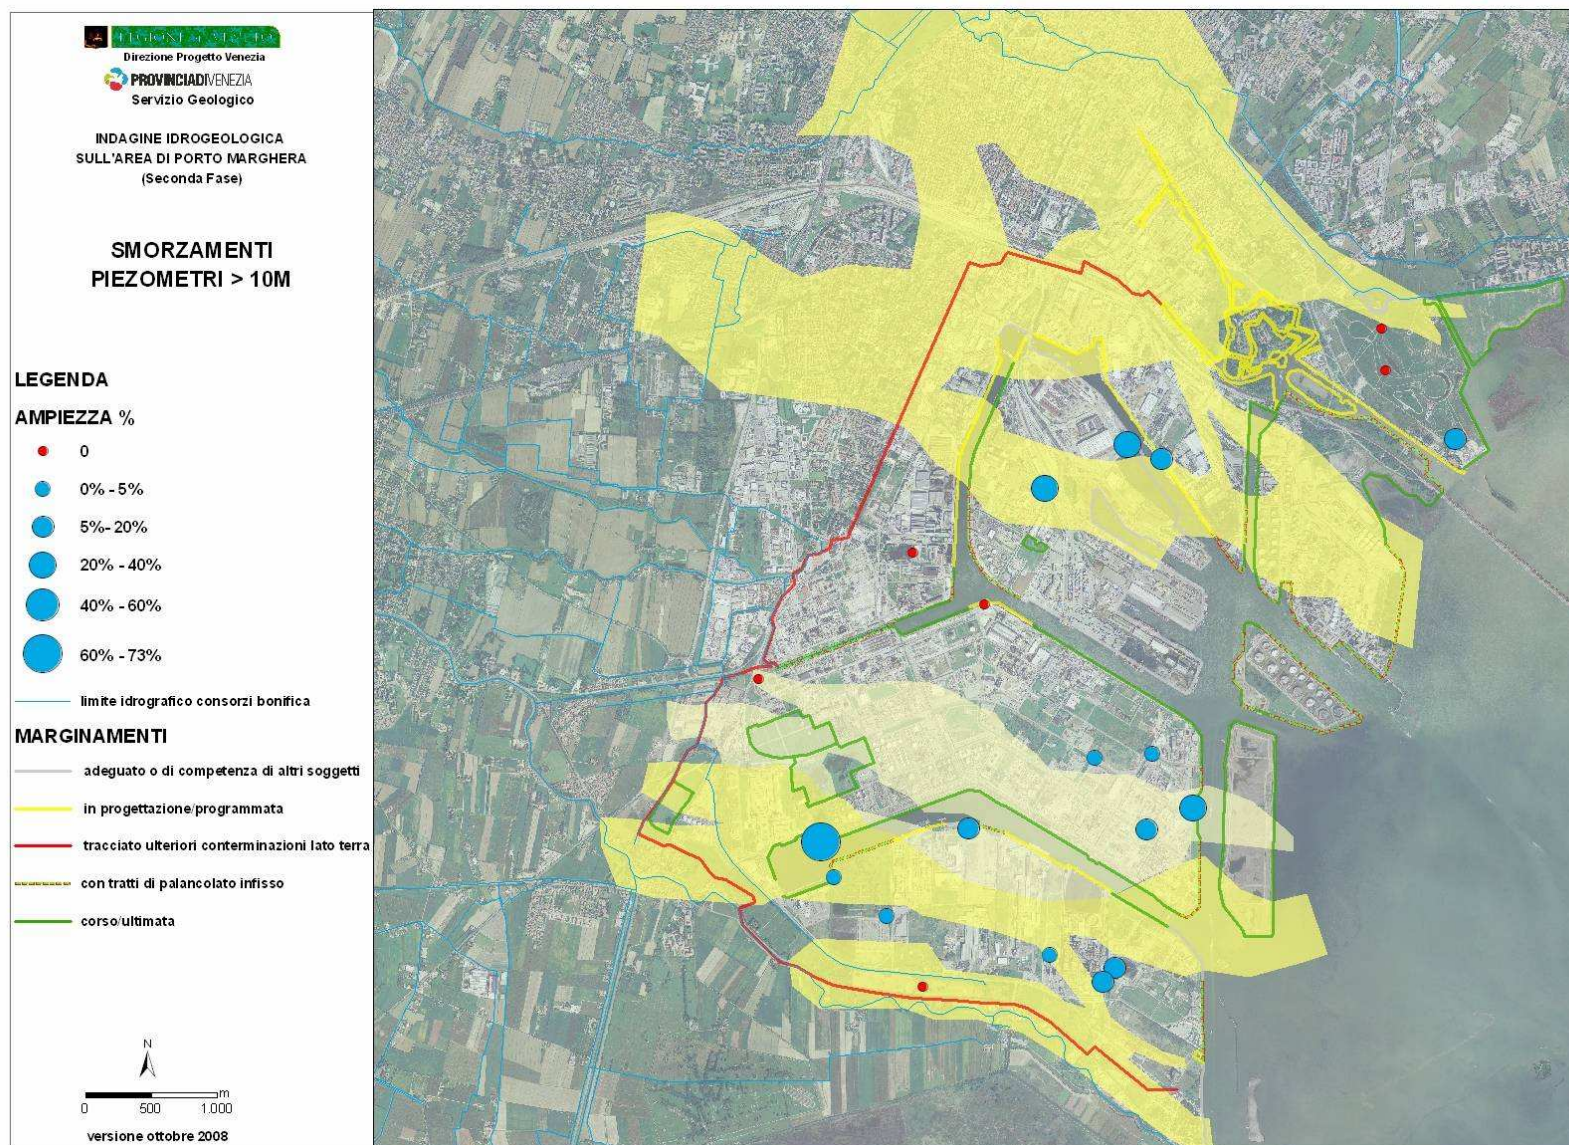 REGIONE del VENETO
Direzione Progetto Venezia
PROVINCIADIVENEZIA
Servizio Geologico
INDAGINE IDROGEOLOGICA
SULL'AREA DI PORTO MARGHERA
(Seconda Fase)
SMORZAMENTI
PIEZOMETRI > 10M
LEGENDA
AMPIEZZA %
0
0% - 5%
5%- 20%
20% - 40%
40% - 60%
60% - 73%
limite idrografico consorzi bonifica
MARGINAMENTI
adeguato o di competenza di altri soggetti
in progettazione/programmata
tracciato ulteriori conterminazioni lato terra
con tratti di palancolato infisso
corso/ultimata
N
m
0 500 1.000
versione ottobre 2008